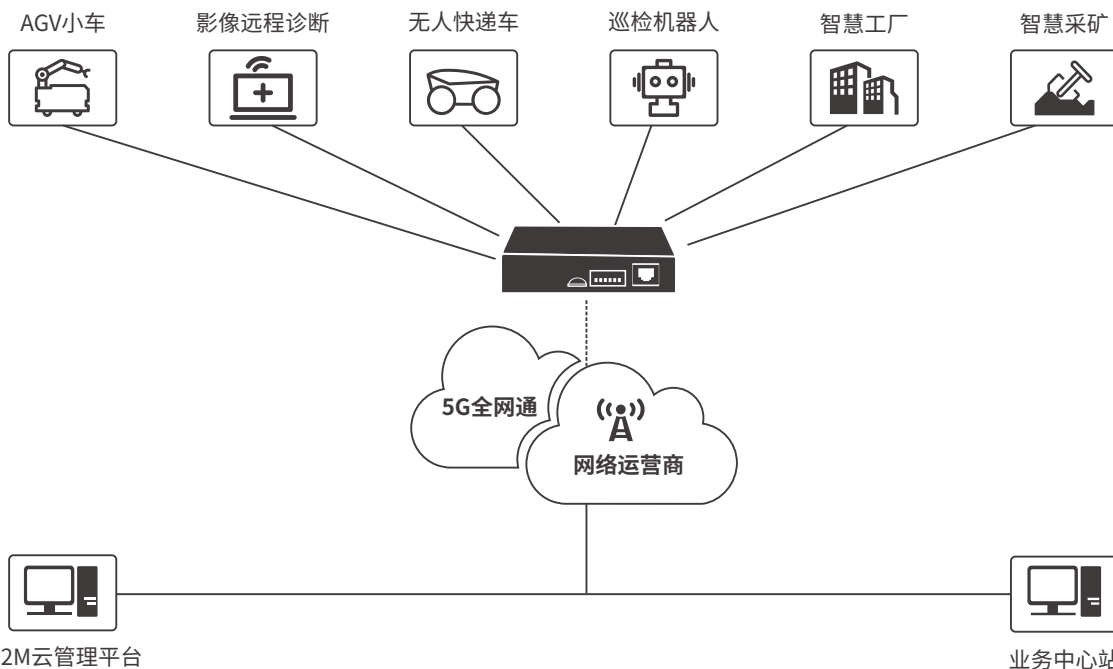 AGV小车
影像远程诊断
无人快递车
巡检机器人
智慧工厂
智慧采矿
5G全网通
网络运营商
2M云管理平台
业务中心站